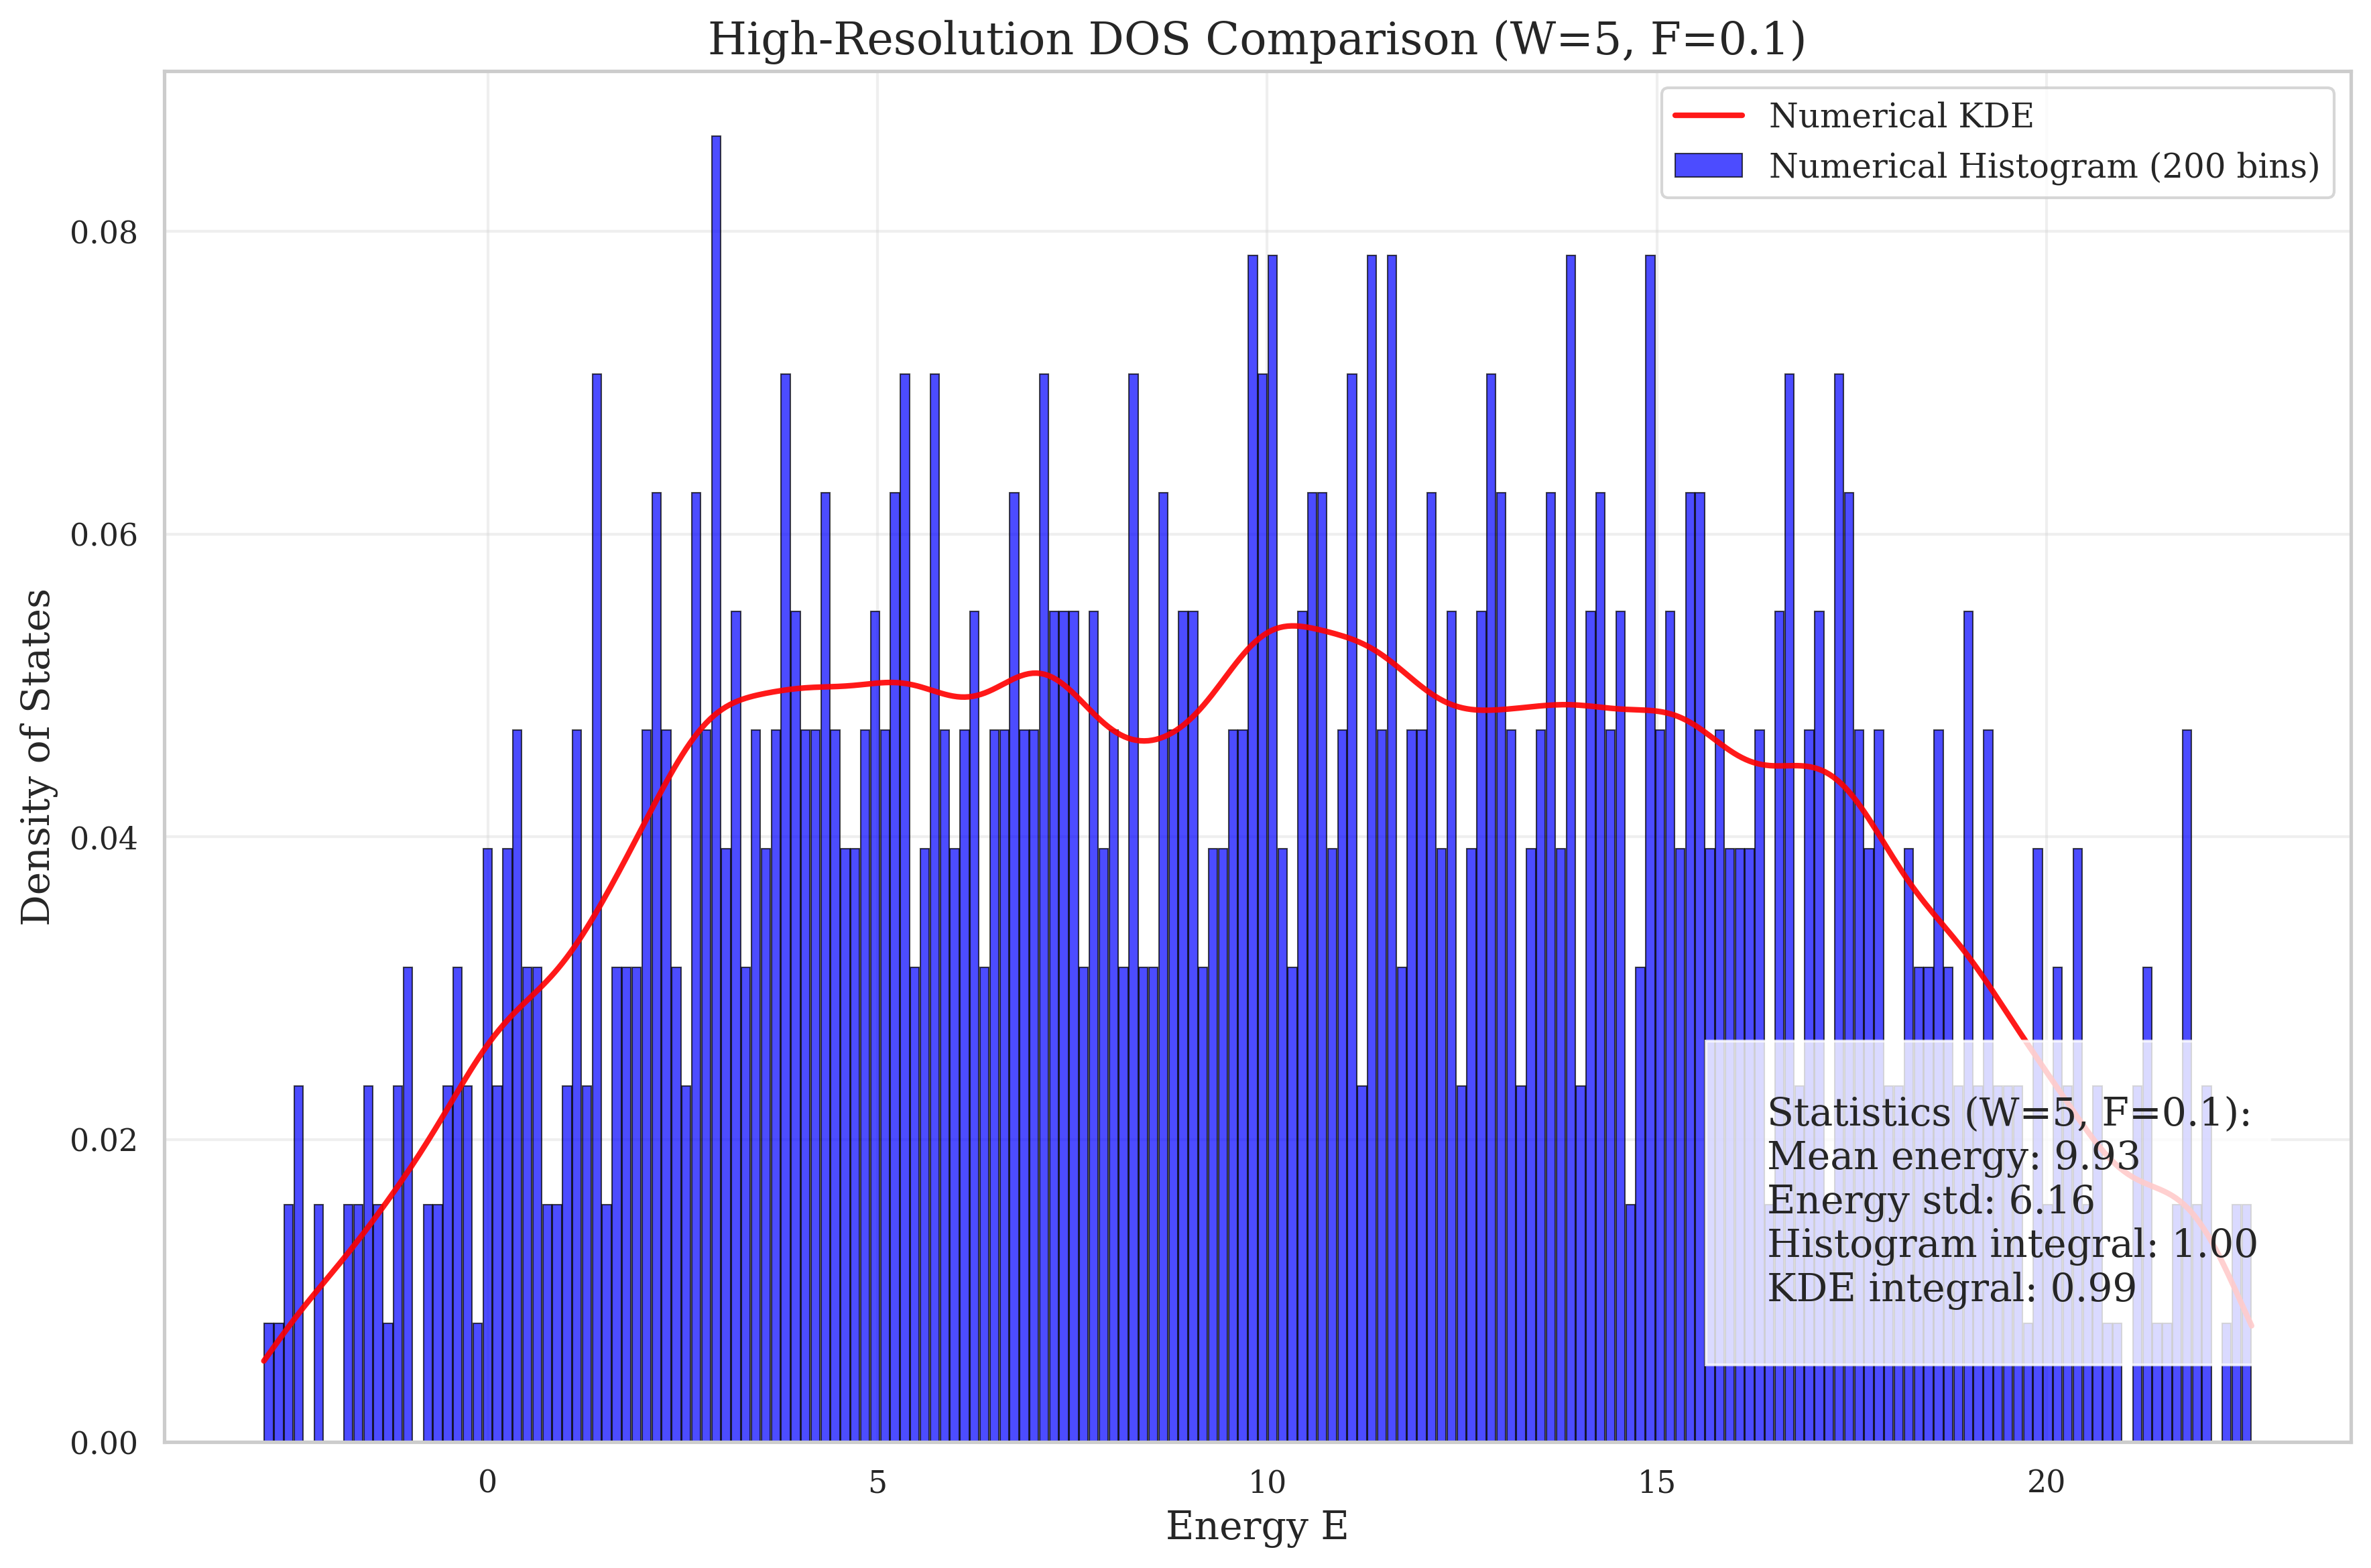 High-Resolution DOS Comparison (W=5, F=0.1)
Numerical KDE
Numerical Histogram (200 bins)
Density of States
0.08
0.06
0.04
0.02
0.00
Statistics (W=5, F=0.1):
Mean energy: 9.93
Energy std: 6.16
Histogram integral: 1.00
KDE integral: 0.99
0 5 10 15 20
Energy E